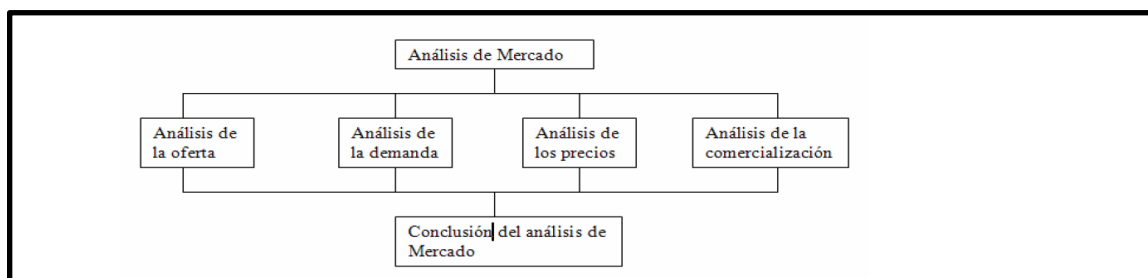 Análisis de Mercado
Análisis de
la oferta
Análisis de
la demanda
Análisis de
los precios
Análisis de la
comercialización
Conclusión del análisis de
Mercado